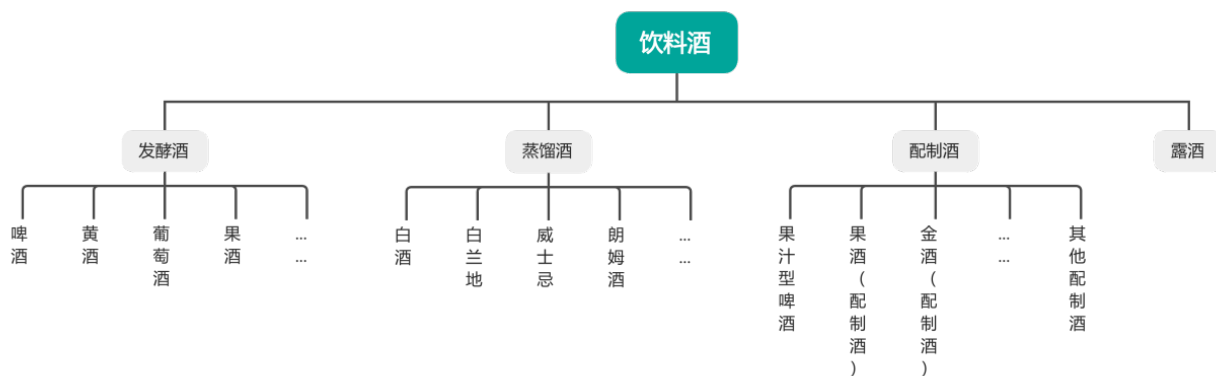 饮料酒
发酵酒
蒸馏酒
配制酒
露酒
啤酒
黄酒
葡萄酒
果酒
... ...
白酒
白兰地
威士忌
朗姆酒
... ...
果汁型啤酒
果酒(配制酒)
金酒(配制酒)
... ...
其他配制酒